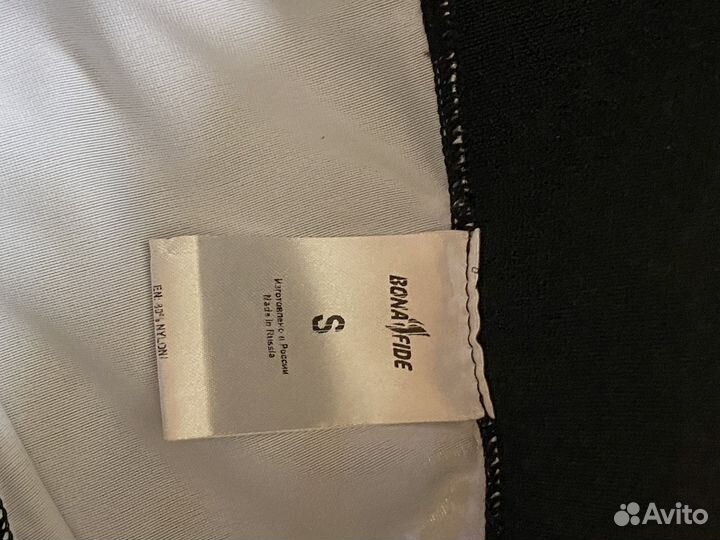 BONA FIDE
S
Изготовлено в России
Made in Russia
EN: 80% NYLON
Avito